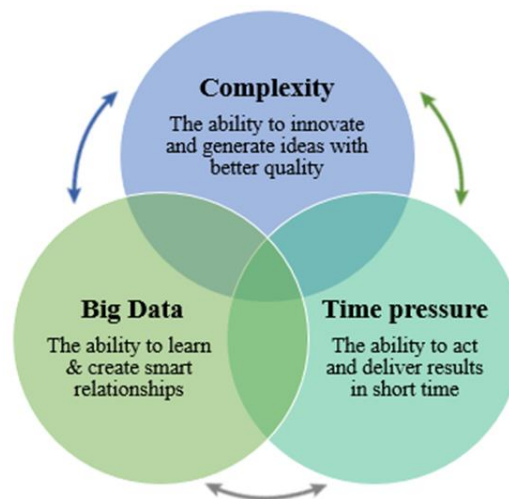 Complexity
The ability to innovate
and generate ideas with
better quality
Big Data
The ability to learn
& create smart
relationships
Time pressure
The ability to act
and deliver results
in short time